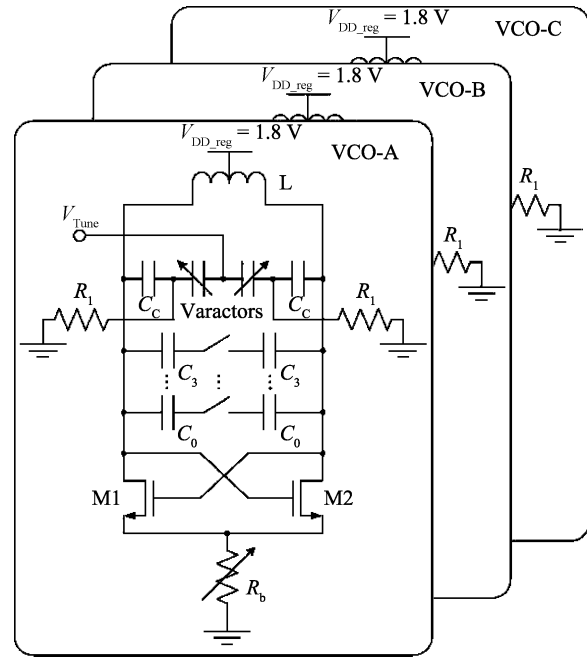 V_DD_reg = 1.8 V
VCO-C
V_DD_reg = 1.8 V
VCO-B
V_DD_reg = 1.8 V
VCO-A
L
V_Tune
R_1
R_1
R_1
C_C
Varactors
C_C
R_1
C_3
C_3
C_0
C_0
M1
M2
R_b